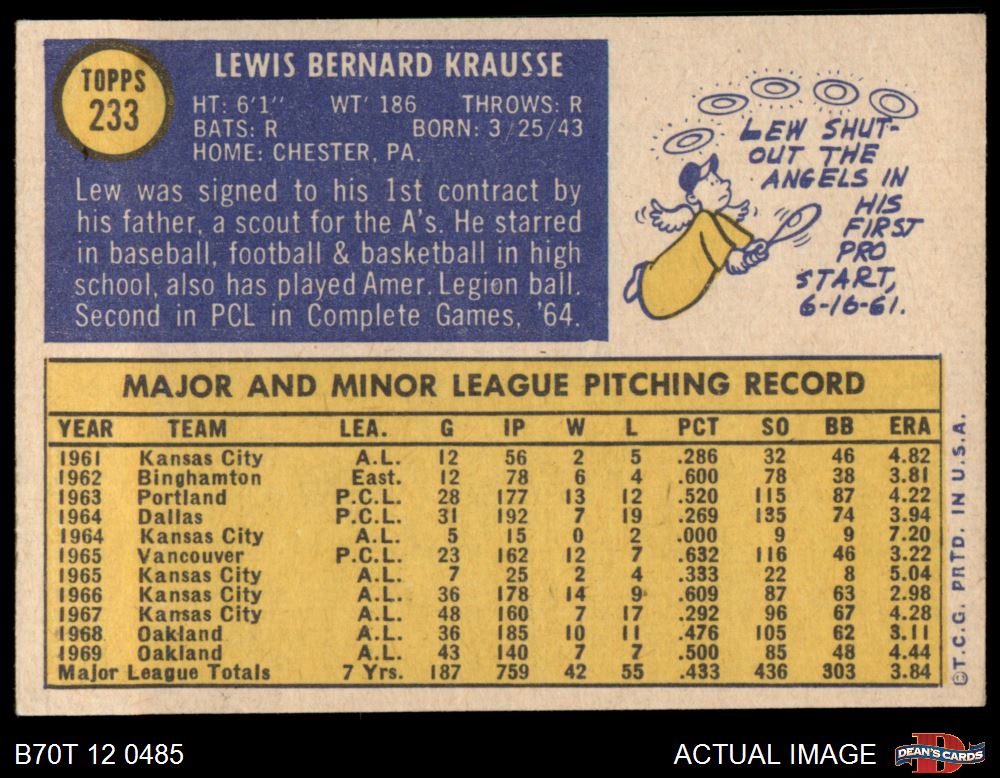 TOPPS
233
LEWIS BERNARD KRAUSSE
HT: 6'1" WT' 186 THROWS: R
BATS: R BORN: 3/25/43
HOME: CHESTER, PA.
Lew was signed to his 1st contract by
his father, a scout for the A's. He starred
in baseball, football & basketball in high
school, also has played Amer. Legion ball.
Second in PCL in Complete Games, '64.
LEW SHUT-
OUT THE
ANGELS IN
HIS
FIRST
PRO
START,
6-16-61.
MAJOR AND MINOR LEAGUE PITCHING RECORD
YEAR TEAM LEA. G IP W L PCT SO BB ERA
1961 Kansas City A.L. 12 56 2 5 .286 32 46 4.82
1962 Binghamton East. 12 78 6 4 .600 78 38 3.81
1963 Portland P.C.L. 28 177 13 12 .520 115 87 4.22
1964 Dallas P.C.L. 31 192 7 19 .269 135 74 3.94
1964 Kansas City A.L. 5 15 0 2 .000 9 9 7.20
1965 Vancouver P.C.L. 23 162 12 7 .632 116 46 3.22
1965 Kansas City A.L. 7 25 2 4 .333 22 8 5.04
1966 Kansas City A.L. 36 178 14 9 .609 87 63 2.98
1967 Kansas City A.L. 48 160 7 17 .292 96 67 4.28
1968 Oakland A.L. 36 185 10 11 .476 105 62 3.11
1969 Oakland A.L. 43 140 7 7 .500 85 48 4.44
Major League Totals 7 Yrs. 187 759 42 55 .433 436 303 3.84
©T.C.G. PRTD. IN U.S.A.
B70T 12 0485
ACTUAL IMAGE
DEAN'S CARDS